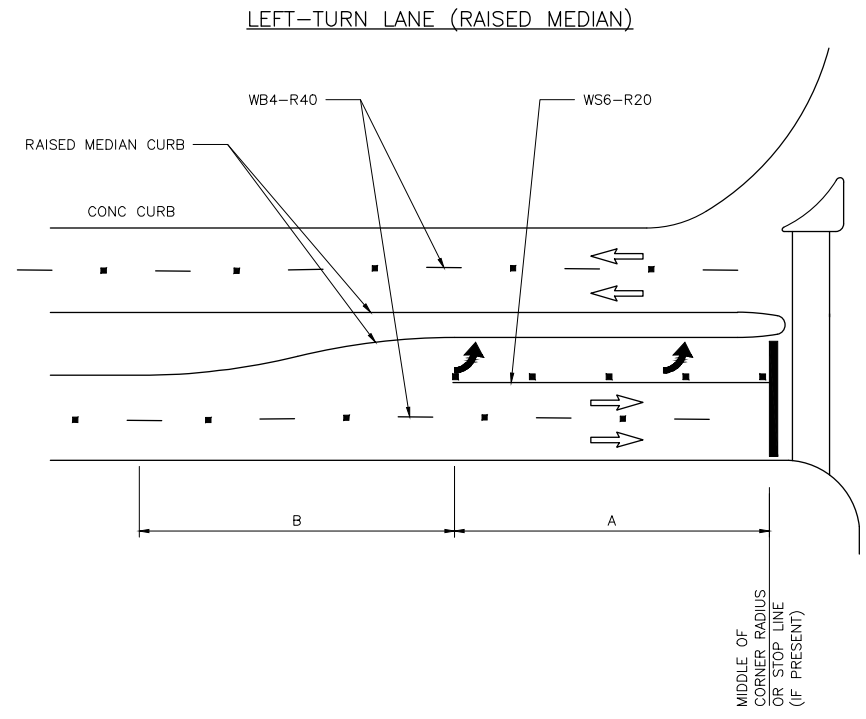 LEFT-TURN LANE (RAISED MEDIAN)
WB4-R40
WS6-R20
RAISED MEDIAN CURB
CONC CURB
B
A
MIDDLE OF
CORNER RADIUS
OR STOP LINE
(IF PRESENT)